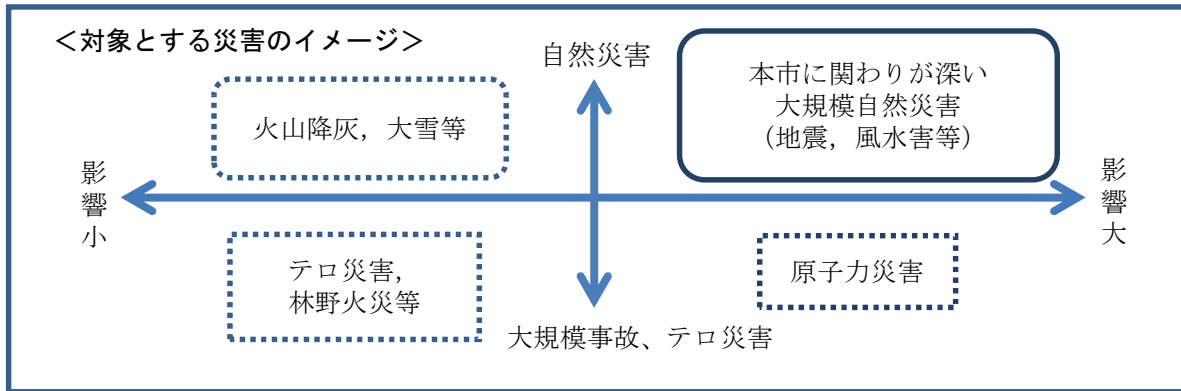 ＜対象とする災害のイメージ＞
自然災害
本市に関わりが深い
大規模自然災害
（地震，風水害等）
火山降灰，大雪等
影響小
影響大
テロ災害，
林野火災等
原子力災害
大規模事故、テロ災害